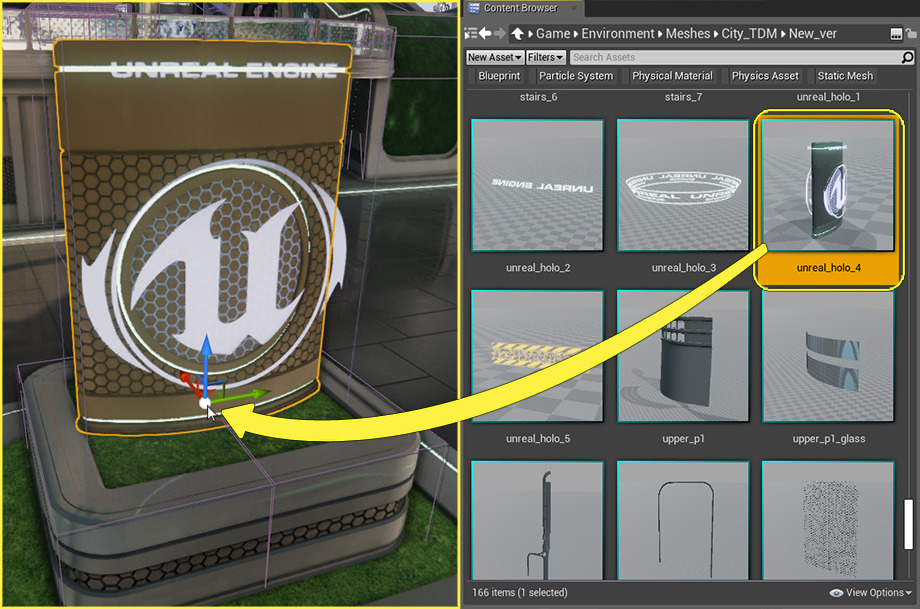 UNREAL ENGINE
Content Browser
Game Environment Meshes City_TDM New_ver
New Asset Filters Search Assets
Blueprint Particle System Physical Material Physics Asset Static Mesh
stairs_6 stairs_7 unreal_holo_1
UNREAL ENGINE
UNREAL UNREAL
unreal_holo_2 unreal_holo_3 unreal_holo_4
unreal_holo_5 upper_p1 upper_p1_glass
166 items (1 selected) View Options